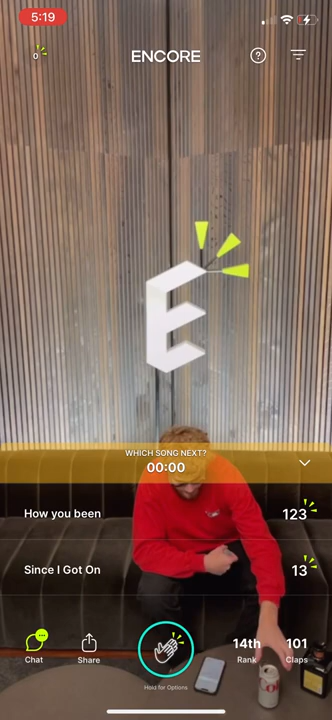 5:19
0
ENCORE
?
E
WHICH SONG NEXT?
00:00
How you been 123
Since I Got On 13
14th 101
Chat Share Rank Claps
Hold for Options